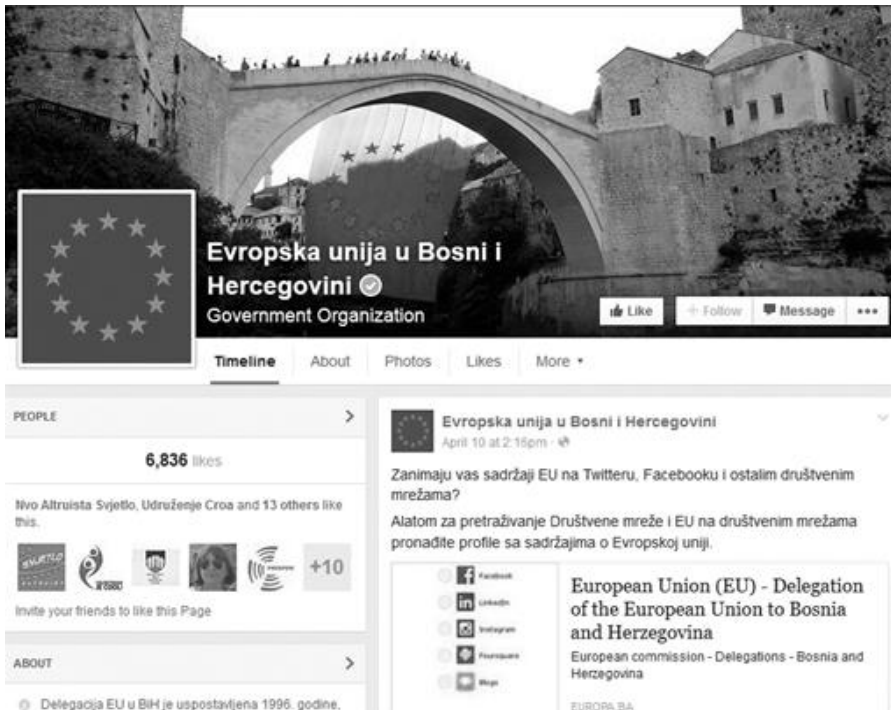 Evropska unija u Bosni i
Hercegovini
Government Organization
Like
Follow
Message
Timeline
About
Photos
Likes
More
PEOPLE
6,836 likes
Nvo Altruista Svjetlo, Udruženje Croa and 13 others like
this.
+10
Invite your friends to like this Page
ABOUT
Delegacija EU u BiH je uspostavljena 1996. godine,
Evropska unija u Bosni i Hercegovini
April 10 at 2:16pm
Zanimaju vas sadržaji EU na Twitteru, Facebooku i ostalim društvenim
mrežama?
Alatom za pretraživanje Društvene mreže i EU na društvenim mrežama
pronađite profile sa sadržajima o Evropskoj uniji.
Facebook
LinkedIn
Instagram
Foursquare
Blogs
European Union (EU) - Delegation
of the European Union to Bosnia
and Herzegovina
European commission - Delegations - Bosnia and
Herzegovina
EUROPA.BA